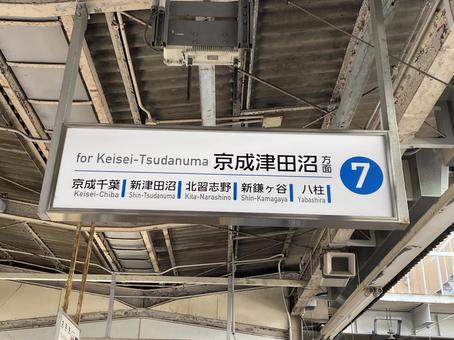 for Keisei-Tsudanuma 京成津田沼方面 7
京成千葉 新津田沼 北習志野 新鎌ヶ谷 八柱
Keisei-Chiba Shin-Tsudanuma Kita-Narashino Shin-Kamagaya Yabashira